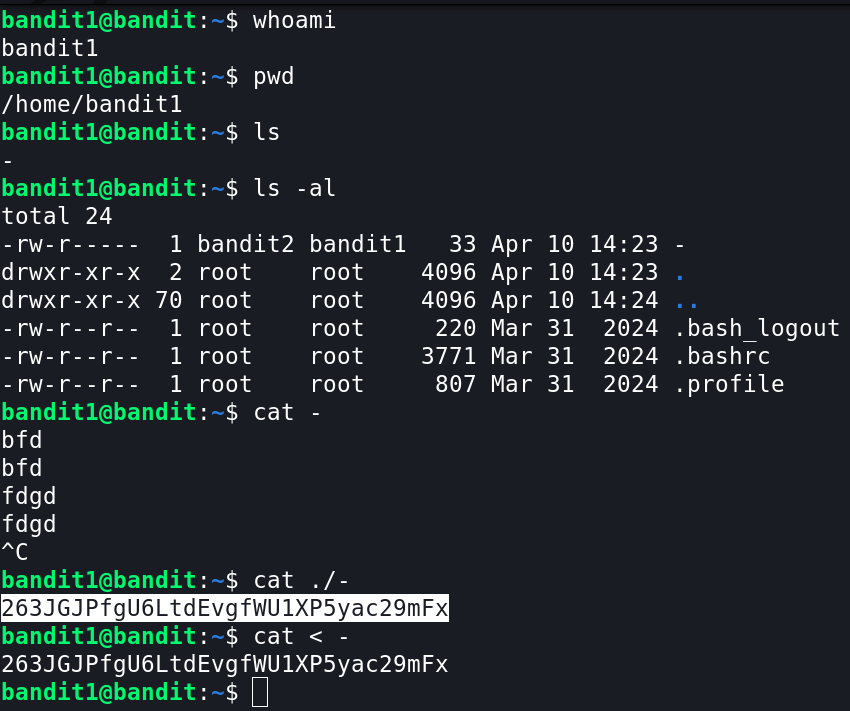 bandit1@bandit:~$ whoami
bandit1
bandit1@bandit:~$ pwd
/home/bandit1
bandit1@bandit:~$ ls
-
bandit1@bandit:~$ ls -al
total 24
-rw-r-----  1 bandit2 bandit1   33 Apr 10 14:23 -
drwxr-xr-x  2 root    root    4096 Apr 10 14:23 .
drwxr-xr-x 70 root    root    4096 Apr 10 14:24 ..
-rw-r--r--  1 root    root     220 Mar 31  2024 .bash_logout
-rw-r--r--  1 root    root    3771 Mar 31  2024 .bashrc
-rw-r--r--  1 root    root     807 Mar 31  2024 .profile
bandit1@bandit:~$ cat -
bfd
bfd
fdgd
fdgd
^C
bandit1@bandit:~$ cat ./-
263JGJPfgU6LtdEvgfWU1XP5yac29mFx
bandit1@bandit:~$ cat < -
263JGJPfgU6LtdEvgfWU1XP5yac29mFx
bandit1@bandit:~$